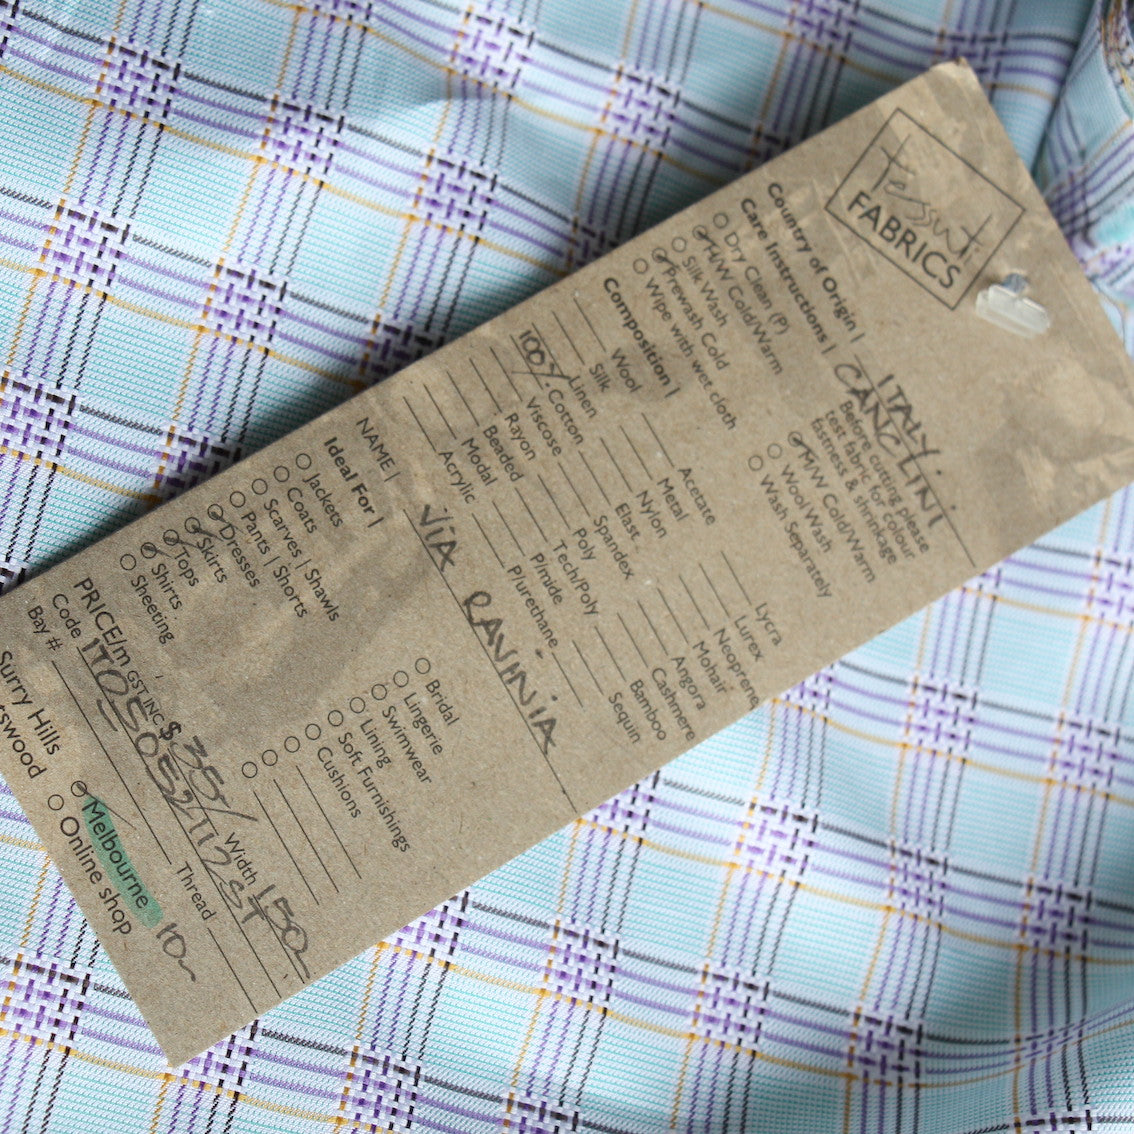 Tessuti
FABRICS
Country of Origin | ITALY
Care Instructions | CANCLINI
Dry Clean (P)
H/W Cold/Warm
Silk Wash
Prewash Cold
Wipe with wet cloth
Before cutting please
test fabric for colour
fastness & shrinkage
M/W Cold/Warm
Wool Wash
Wash Separately
Composition |
Wool
Silk
Linen
100% Cotton
Viscose
Rayon
Beaded
Modal
Acrylic
Acetate
Metal
Nylon
Elast
Spandex
Poly
Tech/Poly
P/mide
P/urethane
Lycra
Lurex
Neoprene
Mohair
Angora
Cashmere
Bamboo
Sequin
NAME | VIA RAVINIA
Ideal For |
Jackets
Coats
Scarves | Shawls
Pants | Shorts
Dresses
Skirts
Tops
Shirts
Sheeting
Bridal
Lingerie
Swimwear
Lining
Soft Furnishings
Cushions
PRICE/m GST INC $ 35/ Width 150
Code
Bay #
Thread
Surry Hills
Melbourne 10
Online shop